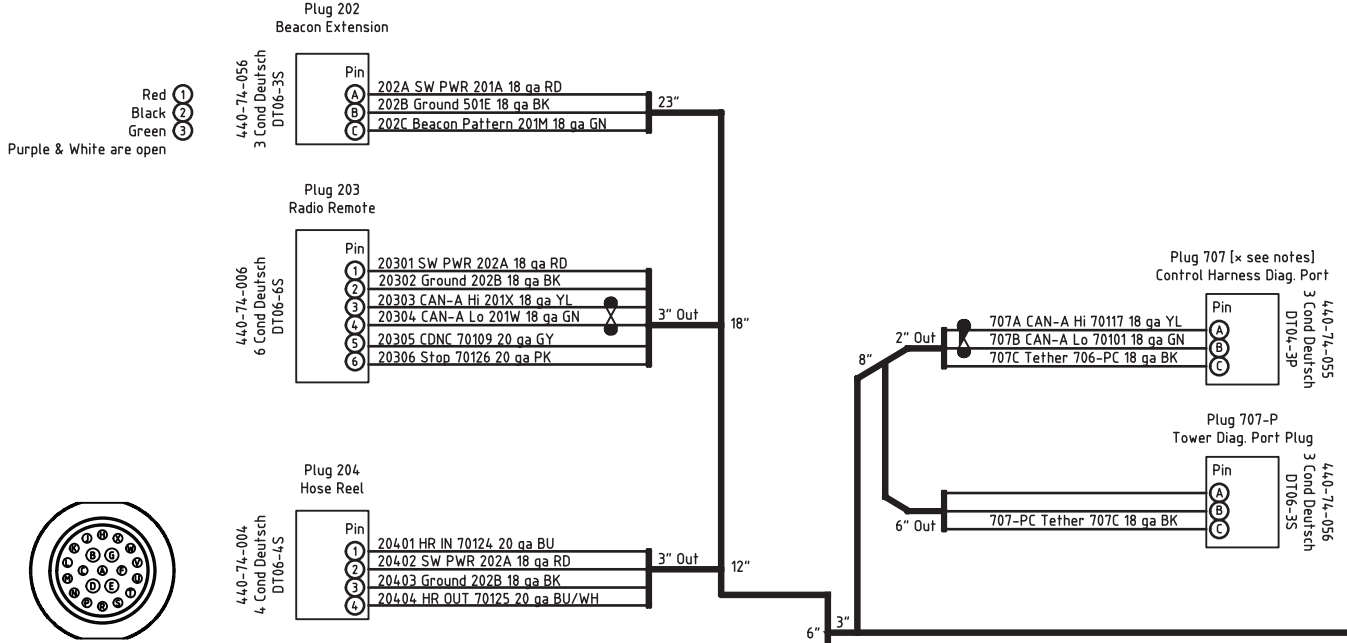 Plug 202
Beacon Extension
440-74-056
3 Cond Deutsch
DT06-3S
Pin
Red 1
Black 2
Green 3
Purple & White are open
A 202A SW PWR 201A 18 ga RD
B 202B Ground 501E 18 ga BK
C 202C Beacon Pattern 201M 18 ga GN
23"
Plug 203
Radio Remote
440-74-006
6 Cond Deutsch
DT06-6S
Pin
1 20301 SW PWR 202A 18 ga RD
2 20302 Ground 202B 18 ga BK
3 20303 CAN-A Hi 201X 18 ga YL
4 20304 CAN-A Lo 201W 18 ga GN
5 20305 CDNC 70109 20 ga GY
6 20306 Stop 70126 20 ga PK
3" Out
18"
Plug 204
Hose Reel
440-74-004
4 Cond Deutsch
DT06-4S
Pin
1 20401 HR IN 70124 20 ga BU
2 20402 SW PWR 202A 18 ga RD
3 20403 Ground 202B 18 ga BK
4 20404 HR OUT 70125 20 ga BU/WH
3" Out
12"
6"
3"
8"
Plug 707 [× see notes]
Control Harness Diag. Port
440-74-055
3 Cond Deutsch
DT04-3P
Pin
2" Out
707A CAN-A Hi 70117 18 ga YL A
707B CAN-A Lo 70101 18 ga GN B
707C Tether 706-PC 18 ga BK C
Plug 707-P
Tower Diag. Port Plug
440-74-056
3 Cond Deutsch
DT06-3S
Pin
A
B
6" Out
707-PC Tether 707C 18 ga BK C
J H X
K W
B G
L V
C A F
M U
D E
N T
P R S